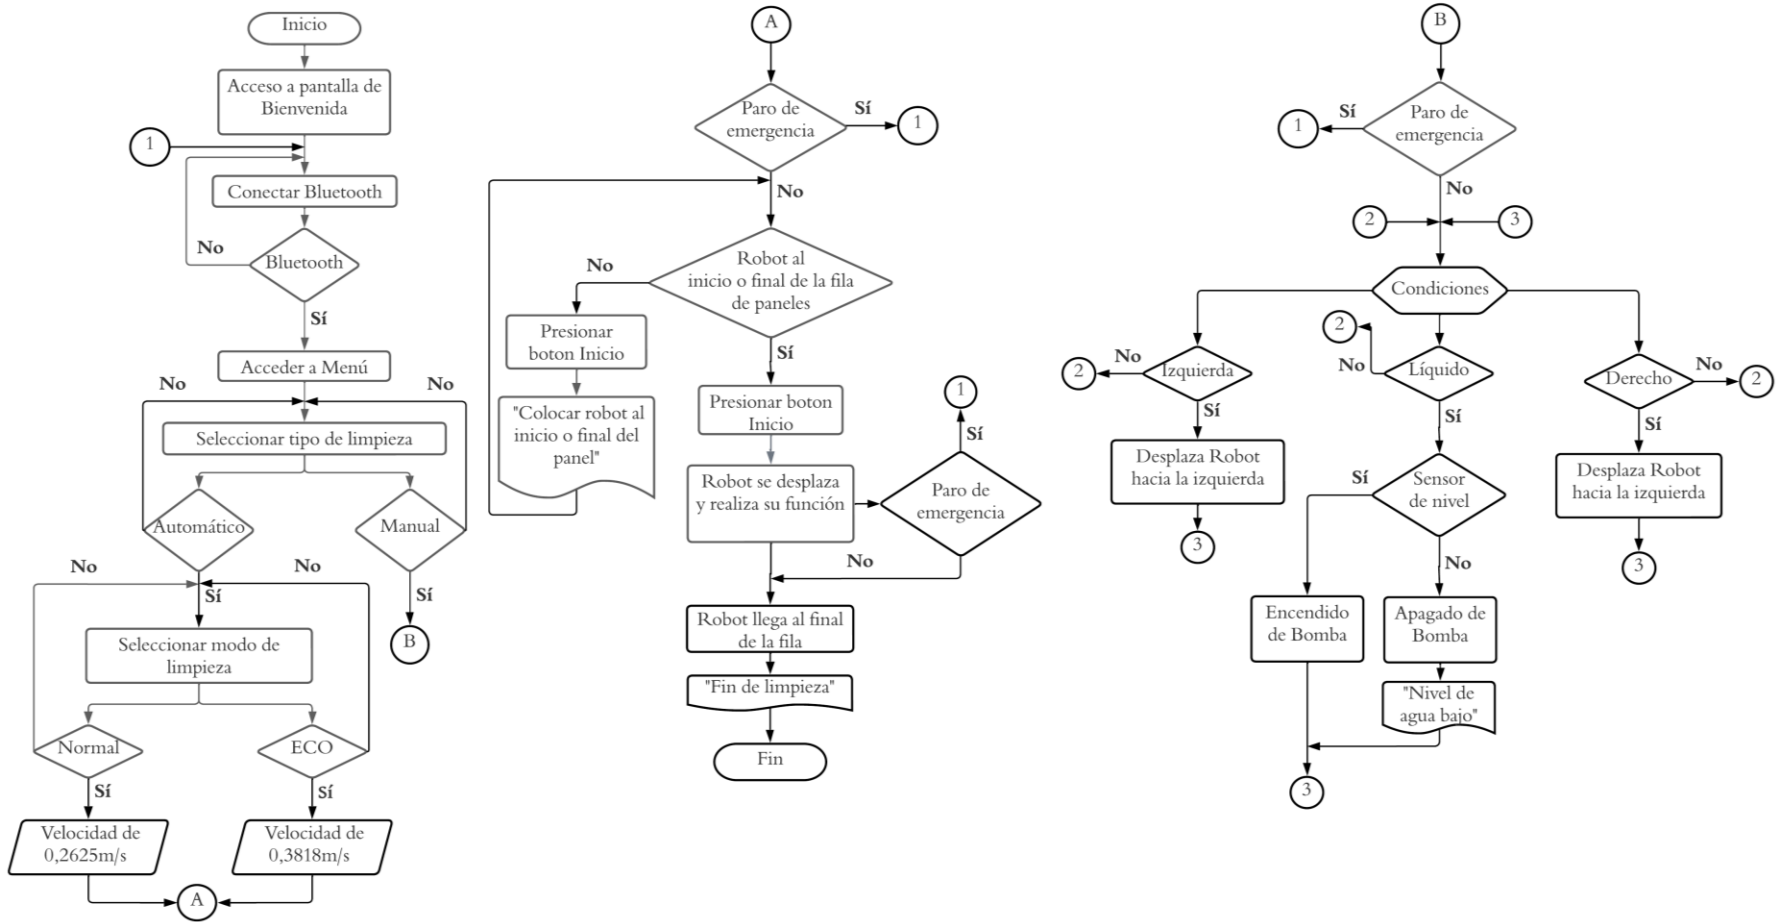 Inicio
Acceso a pantalla de
Bienvenida
1
Conectar Bluetooth
No
Bluetooth
Sí
Acceder a Menú
No
No
Seleccionar tipo de limpieza
Automático
Manual
No
No
Sí
Sí
B
Seleccionar modo de
limpieza
Normal
ECO
Sí
Sí
Velocidad de
0,2625m/s
Velocidad de
0,3818m/s
A
A
Paro de
emergencia
Sí
1
No
Robot al
inicio o final de la fila
de paneles
No
Presionar
boton Inicio
"Colocar robot al
inicio o final del
panel"
Sí
Presionar boton
Inicio
Robot se desplaza
y realiza su función
1
Sí
Paro de
emergencia
No
Robot llega al final
de la fila
"Fin de limpieza"
Fin
B
Paro de
emergencia
Sí
1
No
2
3
Condiciones
Izquierda
No
2
Sí
Desplaza Robot
hacia la izquierda
3
2
No
Líquido
Sí
Sensor
de nivel
Sí
No
Encendido
de Bomba
Apagado de
Bomba
"Nivel de
agua bajo"
3
Derecho
No
2
Sí
Desplaza Robot
hacia la izquierda
3